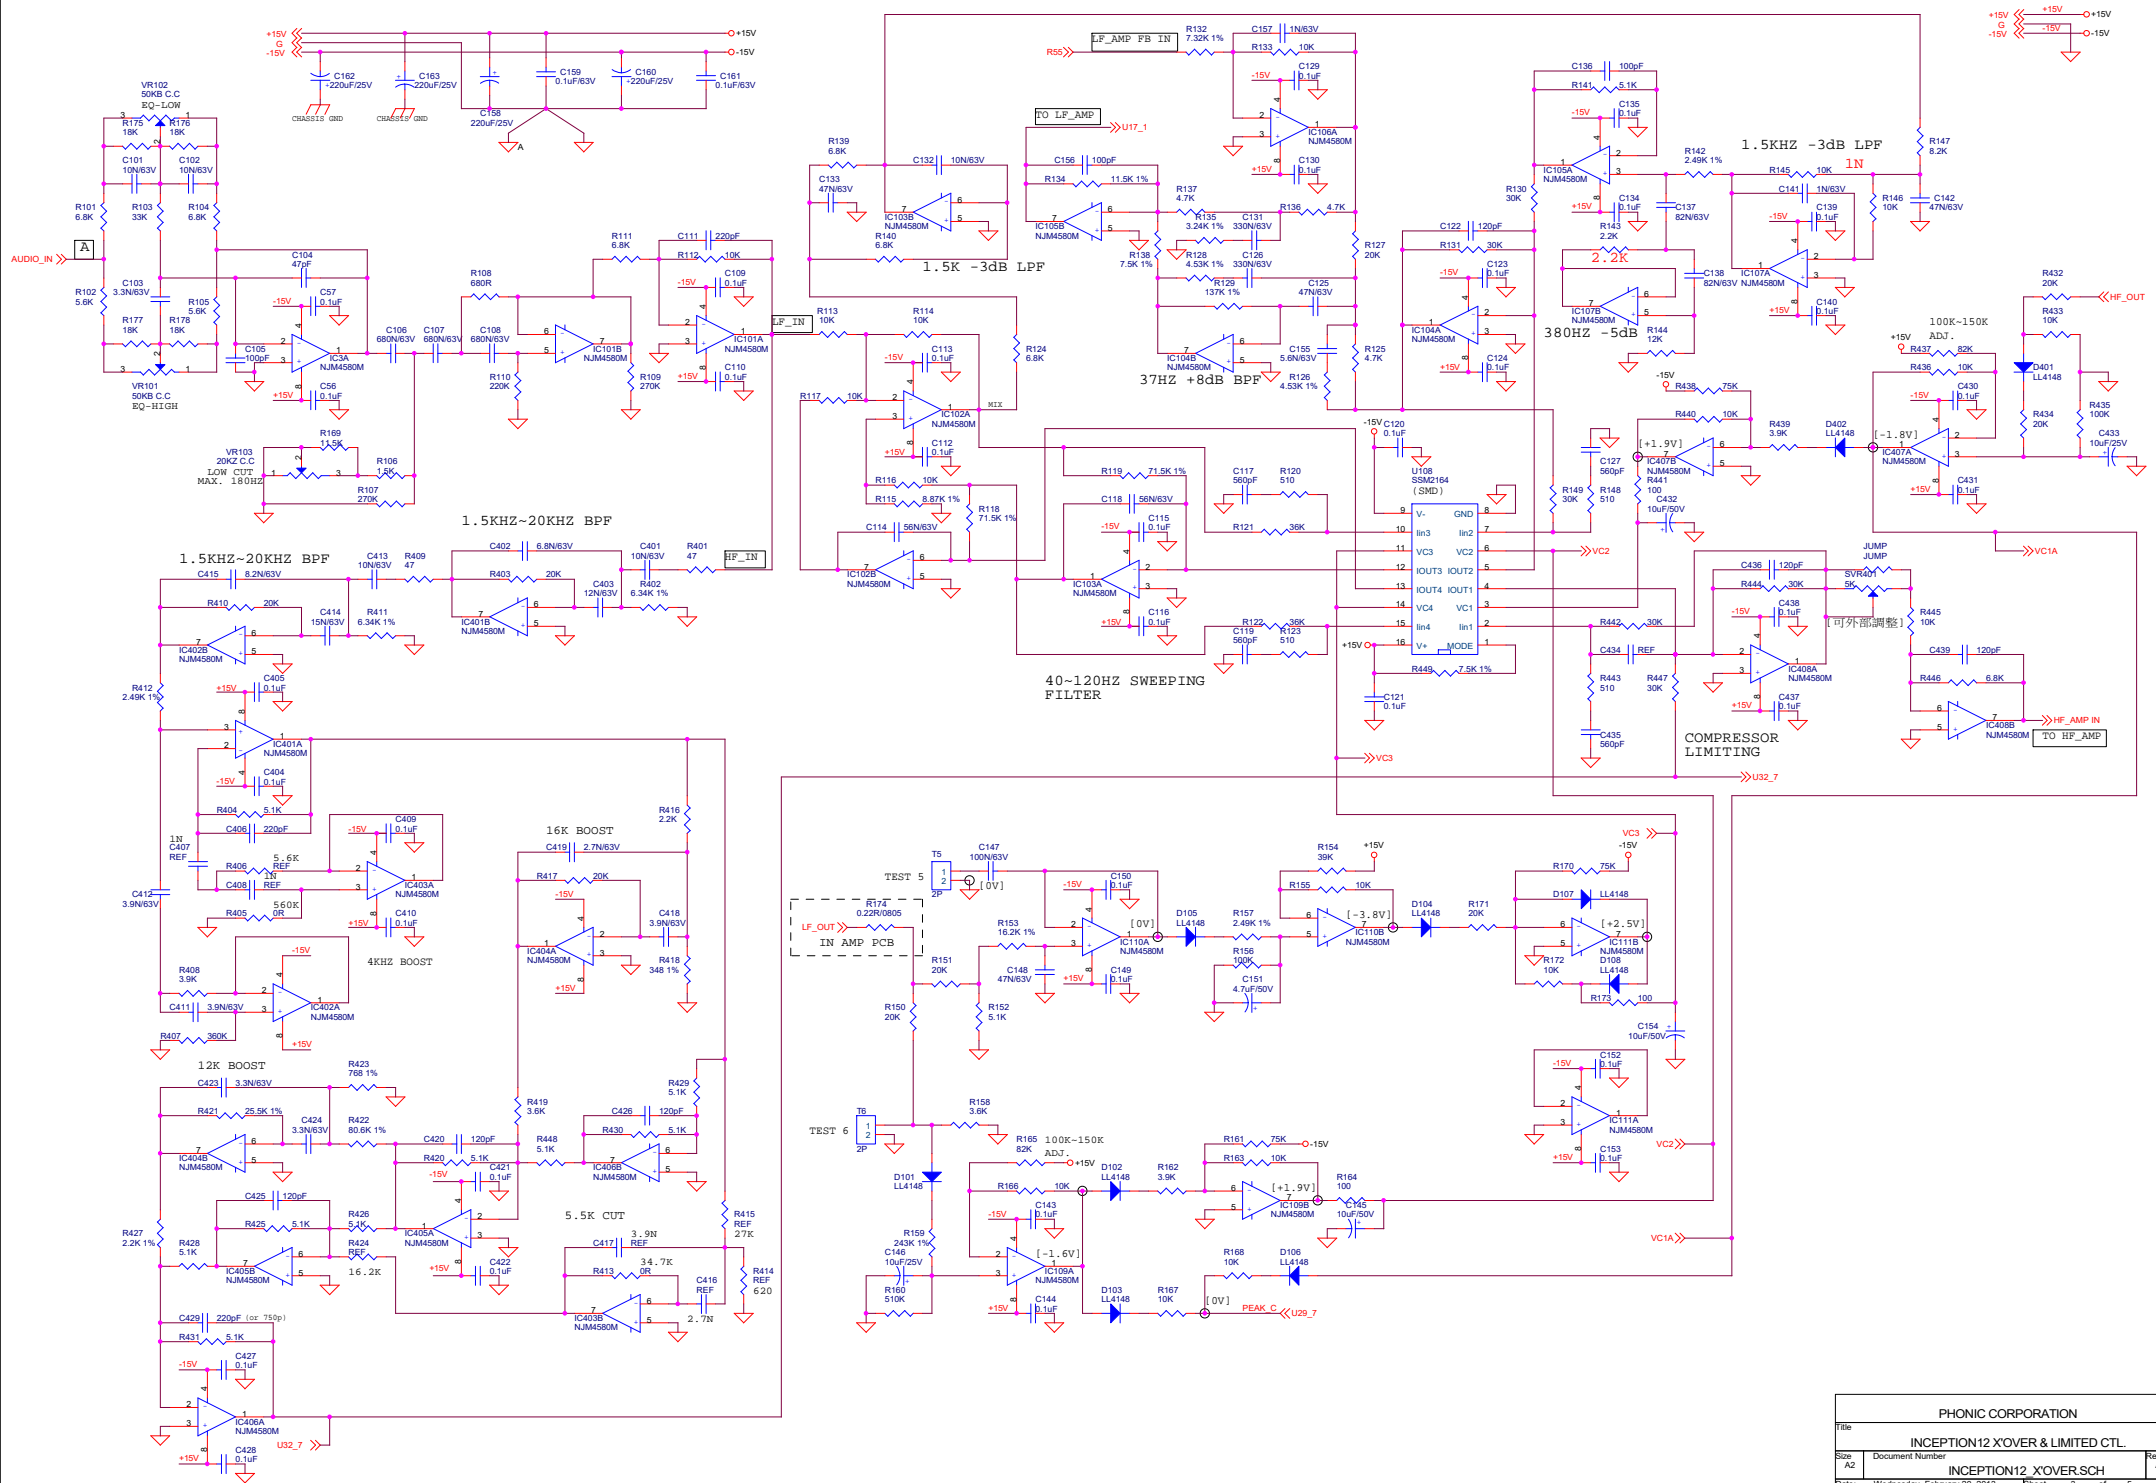 +15V
G
-15V
+15V
-15V
C162
220uF/25V
C163
220uF/25V
C158
220uF/25V
C159
0.1uF/63V
C160
220uF/25V
C161
0.1uF/63V
CHASSIS GND
CHASSIS GND
A
VR102
50KB C.C
EQ-LOW
R175
18K
R176
18K
C101
10N/63V
C102
10N/63V
R101
6.8K
R103
33K
R104
6.8K
A
AUDIO_IN
R102
5.6K
C103
3.3N/63V
R105
5.6K
R177
18K
R178
18K
VR101
50KB C.C
EQ-HIGH
C104
47pF
C57
0.1uF
C105
100pF
IC3A
NJM4580M
C56
0.1uF
C106
680N/63V
C107
680N/63V
C108
680N/63V
R108
680R
R110
220K
IC101B
NJM4580M
R109
270K
R111
6.8K
C111
220pF
R112
10K
C109
0.1uF
IC101A
NJM4580M
C110
0.1uF
LF_IN
VR103
20KZ C.C
LOW CUT
MAX. 180HZ
R169
11.5K
R106
1.5K
R107
270K
R139
6.8K
C133
47N/63V
C132
10N/63V
IC103B
NJM4580M
R140
6.8K
1.5K -3dB LPF
R113
10K
R114
10K
C113
0.1uF
R117
10K
IC102A
NJM4580M
MIX
C112
0.1uF
R124
6.8K
R116
10K
R115
8.87K 1%
C114
56N/63V
R118
71.5K 1%
IC102B
NJM4580M
R119
71.5K 1%
C118
56N/63V
C115
0.1uF
IC103A
NJM4580M
C116
0.1uF
40~120HZ SWEEPING
FILTER
C117
560pF
R120
510
R121
36K
R122
36K
C119
560pF
R123
510
R55
LF_AMP FB IN
R132
7.32K 1%
C157
1N/63V
R133
10K
C129
0.1uF
IC106A
NJM4580M
C130
0.1uF
TO LF_AMP
U17_1
C156
100pF
R134
11.5K 1%
IC105B
NJM4580M
R137
4.7K
R136
4.7K
R135
3.24K 1%
C131
330N/63V
R138
7.5K 1%
R128
4.53K 1%
C126
330N/63V
R129
137K 1%
C125
47N/63V
R127
20K
IC104B
NJM4580M
37HZ +8dB BPF
C155
5.6N/63V
R126
4.53K 1%
R125
4.7K
C122
120pF
R131
30K
C123
0.1uF
IC104A
NJM4580M
C124
0.1uF
R130
30K
C136
100pF
R141
5.1K
C135
0.1uF
IC105A
NJM4580M
C134
0.1uF
R142
2.49K 1%
C137
82N/63V
R143
2.2K
2.2K
C138
82N/63V
IC107B
NJM4580M
380HZ -5dB
R144
12K
1.5KHZ -3dB LPF
1N
R145
10K
C141
1N/63V
C139
0.1uF
IC107A
NJM4580M
C140
0.1uF
R146
10K
R147
8.2K
C142
47N/63V
+15V
G
-15V
+15V
-15V
+15V
-15V
R432
20K
HF_OUT
R433
10K
D401
LL4148
R434
20K
R435
100K
C433
10uF/25V
100K~150K
ADJ.
+15V
R437
82K
R436
10K
C430
0.1uF
[-1.8V]
IC407A
NJM4580M
C431
0.1uF
-15V
R438
75K
R440
10K
[+1.9V]
IC407B
NJM4580M
R439
3.9K
D402
LL4148
R441
100
C432
10uF/50V
C127
560pF
R149
30K
R148
510
-15V
C120
0.1uF
U108
SSM2164
(SMD)
9 V- GND 8
10 Iin3 Iin2 7
11 VC3 VC2 6
12 IOUT3 IOUT2 5
13 IOUT4 IOUT1 4
14 VC4 VC1 3
15 Iin4 Iin1 2
16 V+ MODE 1
+15V
R449
7.5K 1%
C121
0.1uF
VC2
VC1A
VC3
C436
120pF
R444
30K
JUMP
JUMP
SVR401
5K
[可外部調整]
C438
0.1uF
R442
30K
C434
REF
R443
510
R447
30K
C435
560pF
IC408A
NJM4580M
C437
0.1uF
COMPRESSOR
LIMITING
R445
10K
C439
120pF
R446
6.8K
IC408B
NJM4580M
HF_AMP IN
TO HF_AMP
U32_7
1.5KHZ~20KHZ BPF
1.5KHZ~20KHZ BPF
C415
8.2N/63V
C413
10N/63V
R409
47
R410
20K
C414
15N/63V
R411
6.34K 1%
IC402B
NJM4580M
C402
6.8N/63V
R403
20K
IC401B
NJM4580M
C401
10N/63V
R401
47
HF_IN
C403
12N/63V
R402
6.34K 1%
R412
2.49K 1%
C405
0.1uF
IC401A
NJM4580M
C404
0.1uF
R404
5.1K
C406
220pF
1N
C407
REF
5.6K
R406
REF
1N
C408
REF
560K
R405
0R
C409
0.1uF
IC403A
NJM4580M
C410
0.1uF
4KHZ BOOST
C412
3.9N/63V
R408
3.9K
C411
3.9N/63V
R407
360K
IC402A
NJM4580M
-15V
+15V
16K BOOST
C419
2.7N/63V
R417
20K
R416
2.2K
C418
3.9N/63V
IC404A
NJM4580M
R418
348 1%
12K BOOST
C423
3.3N/63V
R423
768 1%
R421
25.5K 1%
C424
3.3N/63V
R422
80.6K 1%
IC404B
NJM4580M
C425
120pF
R425
5.1K
R426
5.1K
R424
REF
16.2K
IC405B
NJM4580M
R427
2.2K 1%
R428
5.1K
C420
120pF
R420
5.1K
C421
0.1uF
IC405A
NJM4580M
C422
0.1uF
R419
3.6K
R448
5.1K
C426
120pF
R430
5.1K
R429
5.1K
IC406B
NJM4580M
5.5K CUT
3.9N
C417
REF
34.7K
R413
0R
IC403B
NJM4580M
C416
REF
2.7N
R415
REF
27K
R414
REF
620
C429
220pF (or 750p)
R431
5.1K
C427
0.1uF
IC406A
NJM4580M
C428
0.1uF
U32_7
TEST 5
T5
2P
[0V]
C147
100N/63V
LF_OUT
R174
0.22R/0805
IN AMP PCB
R151
20K
R150
20K
R152
5.1K
R153
16.2K 1%
C148
47N/63V
C150
0.1uF
[0V]
IC110A
NJM4580M
C149
0.1uF
D105
LL4148
R157
2.49K 1%
R156
100K
C151
4.7uF/50V
R154
39K
+15V
R155
10K
[-3.8V]
IC110B
NJM4580M
D104
LL4148
R171
20K
VC3
-15V
R170
75K
D107
LL4148
[+2.5V]
IC111B
NJM4580M
D108
LL4148
R172
10K
R173
100
C154
10uF/50V
C152
0.1uF
IC111A
NJM4580M
C153
0.1uF
VC2
VC1A
TEST 6
T6
2P
R158
3.6K
D101
LL4148
R159
243K 1%
C146
10uF/25V
R160
510K
R165
82K
100K~150K
ADJ.
+15V
R166
10K
C143
0.1uF
[-1.6V]
IC109A
NJM4580M
C144
0.1uF
D102
LL4148
R162
3.9K
R161
75K
-15V
R163
10K
[+1.9V]
IC109B
NJM4580M
R164
100
C145
10uF/50V
D103
LL4148
R167
10K
R168
10K
D106
LL4148
[0V]
PEAK_C
U29_7
PHONIC CORPORATION
Title
INCEPTION12 X'OVER & LIMITED CTL.
Size
A2
Document Number
INCEPTION12_X'OVER.SCH